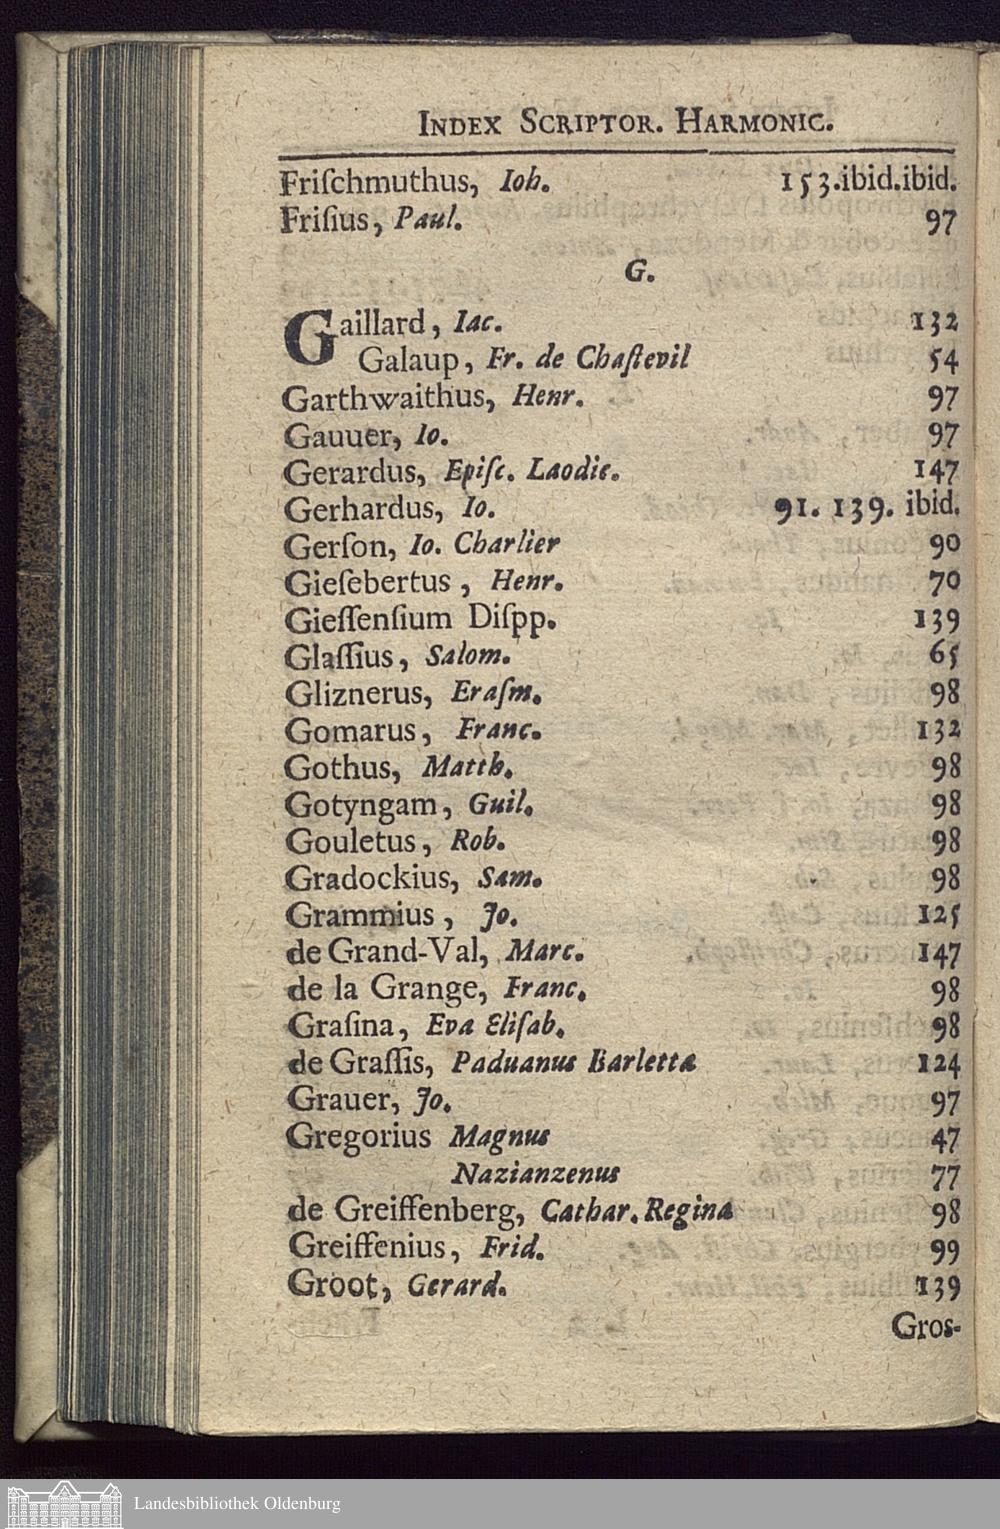 INDEX SCRIPTOR. HARMONIC.
Friſchmuthus, Ioh. 153.ibid.ibid.
Friſius, Paul. 97
G.
Gaillard, Iac. 132
Galaup, Fr. de Chaſtevil 54
Garthwaithus, Henr. 97
Gauuer, Io. 97
Gerardus, Epiſc. Laodic. 147
Gerhardus, Io. 91. 139. ibid.
Gerſon, Io. Charlier 90
Gieſebertus, Henr. 70
Gieſſenſium Diſpp. 139
Glaſſius, Salom. 65
Gliznerus, Eraſm. 98
Gomarus, Franc. 132
Gothus, Matth. 98
Gotyngam, Guil. 98
Gouletus, Rob. 98
Gradockius, Sam. 98
Grammius, Jo. 125
de Grand-Val, Marc. 147
de la Grange, Franc. 98
Graſina, Eva Eliſab. 98
de Graſſis, Paduanus Barletta 124
Grauer, Jo. 97
Gregorius Magnus 47
Nazianzenus 77
de Greiffenberg, Cathar. Regina 98
Greiffenius, Frid. 99
Groot, Gerard. 139
Gros-
Landesbibliothek Oldenburg